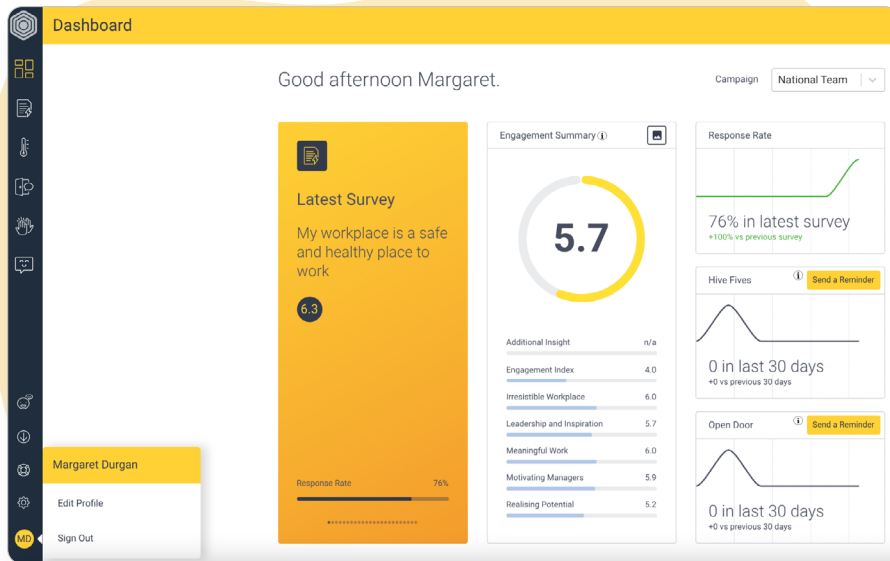 Dashboard
Good afternoon Margaret.
Campaign
National Team
Latest Survey
My workplace is a safe
and healthy place to
work
6.3
Response Rate 76%
Engagement Summary
5.7
Additional Insight n/a
Engagement Index 4.0
Irresistible Workplace 6.0
Leadership and Inspiration 5.7
Meaningful Work 6.0
Motivating Managers 5.9
Realising Potential 5.2
Response Rate
76% in latest survey
+100% vs previous survey
Hive Fives
Send a Reminder
0 in last 30 days
+0 vs previous 30 days
Open Door
Send a Reminder
0 in last 30 days
+0 vs previous 30 days
Margaret Durgan
Edit Profile
Sign Out
MD